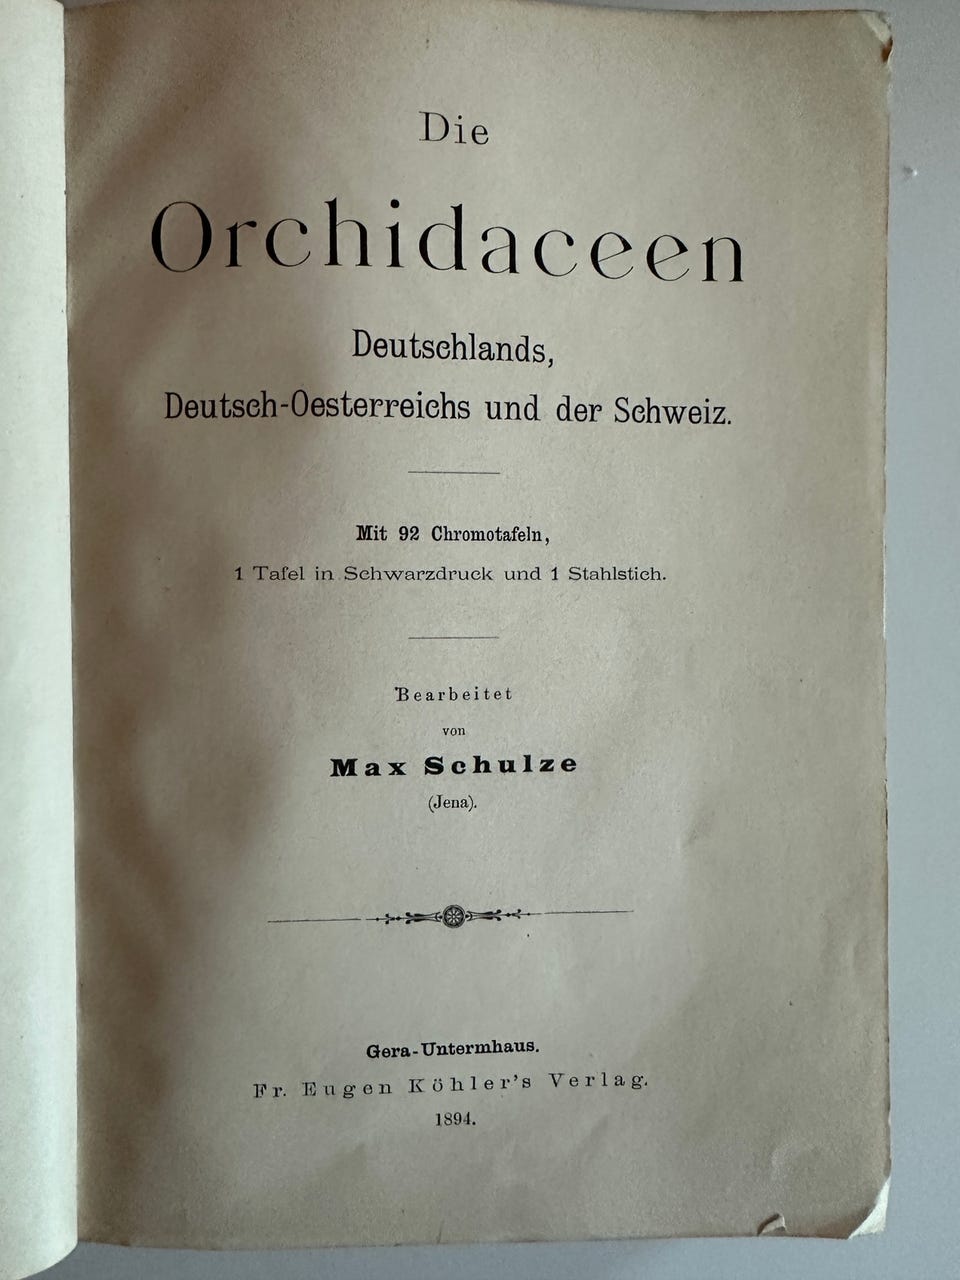 Die
Orchidaceen
Deutschlands,
Deutsch-Oesterreichs und der Schweiz.
Mit 92 Chromotafeln,
1 Tafel in Schwarzdruck und 1 Stahlstich.
Bearbeitet
von
Max Schulze
(Jena).
Gera-Untermhaus.
Fr. Eugen Köhler's Verlag.
1894.